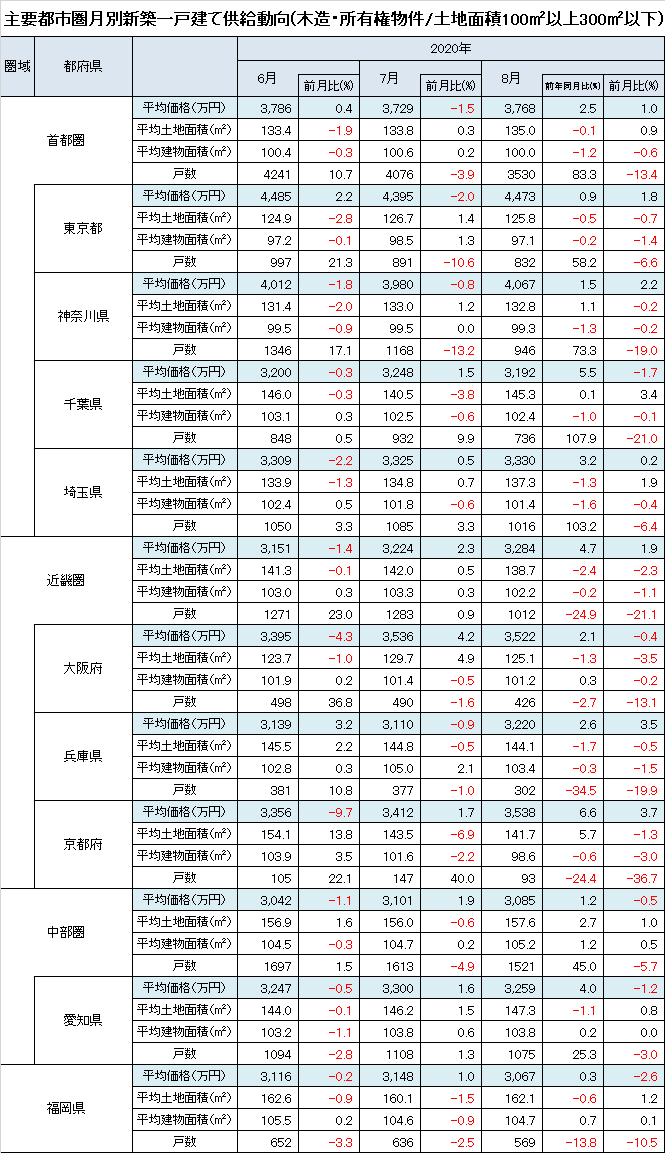 主要都市圏月別新築一戸建て供給動向(木造・所有権物件/土地面積100㎡以上300㎡以下)
圏域 都府県 2020年
6月 前月比(%) 7月 前月比(%) 8月 前年同月比(%) 前月比(%)
首都圏
平均価格(万円) 3,786 0.4 3,729 -1.5 3,768 2.5 1.0
平均土地面積(㎡) 133.4 -1.9 133.8 0.3 135.0 -0.1 0.9
平均建物面積(㎡) 100.4 -0.3 100.6 0.2 100.0 -1.2 -0.6
戸数 4241 10.7 4076 -3.9 3530 83.3 -13.4
東京都
平均価格(万円) 4,485 2.2 4,395 -2.0 4,473 0.9 1.8
平均土地面積(㎡) 124.9 -2.8 126.7 1.4 125.8 -0.5 -0.7
平均建物面積(㎡) 97.2 -0.1 98.5 1.3 97.1 -0.2 -1.4
戸数 997 21.3 891 -10.6 832 58.2 -6.6
神奈川県
平均価格(万円) 4,012 -1.8 3,980 -0.8 4,067 1.5 2.2
平均土地面積(㎡) 131.4 -2.0 133.0 1.2 132.8 1.1 -0.2
平均建物面積(㎡) 99.5 -0.9 99.5 0.0 99.3 -1.3 -0.2
戸数 1346 17.1 1168 -13.2 946 73.3 -19.0
千葉県
平均価格(万円) 3,200 -0.3 3,248 1.5 3,192 5.5 -1.7
平均土地面積(㎡) 146.0 -0.3 140.5 -3.8 145.3 0.1 3.4
平均建物面積(㎡) 103.1 0.3 102.5 -0.6 102.4 -1.0 -0.1
戸数 848 0.5 932 9.9 736 107.9 -21.0
埼玉県
平均価格(万円) 3,309 -2.2 3,325 0.5 3,330 3.2 0.2
平均土地面積(㎡) 133.9 -1.3 134.8 0.7 137.3 -1.3 1.9
平均建物面積(㎡) 102.4 0.5 101.8 -0.6 101.4 -1.6 -0.4
戸数 1050 3.3 1085 3.3 1016 103.2 -6.4
近畿圏
平均価格(万円) 3,151 -1.4 3,224 2.3 3,284 4.7 1.9
平均土地面積(㎡) 141.3 -0.1 142.0 0.5 138.7 -2.4 -2.3
平均建物面積(㎡) 103.0 0.3 103.3 0.3 102.2 -0.2 -1.1
戸数 1271 23.0 1283 0.9 1012 -24.9 -21.1
大阪府
平均価格(万円) 3,395 -4.3 3,536 4.2 3,522 2.1 -0.4
平均土地面積(㎡) 123.7 -1.0 129.7 4.9 125.1 -1.3 -3.5
平均建物面積(㎡) 101.9 0.2 101.4 -0.5 101.2 0.3 -0.2
戸数 498 36.8 490 -1.6 426 -2.7 -13.1
兵庫県
平均価格(万円) 3,139 3.2 3,110 -0.9 3,220 2.6 3.5
平均土地面積(㎡) 145.5 2.2 144.8 -0.5 144.1 -1.7 -0.5
平均建物面積(㎡) 102.8 0.3 105.0 2.1 103.4 -0.3 -1.5
戸数 381 10.8 377 -1.0 302 -34.5 -19.9
京都府
平均価格(万円) 3,356 -9.7 3,412 1.7 3,538 6.6 3.7
平均土地面積(㎡) 154.1 13.8 143.5 -6.9 141.7 5.7 -1.3
平均建物面積(㎡) 103.9 3.5 101.6 -2.2 98.6 -0.6 -3.0
戸数 105 22.1 147 40.0 93 -24.4 -36.7
中部圏
平均価格(万円) 3,042 -1.1 3,101 1.9 3,085 1.2 -0.5
平均土地面積(㎡) 156.9 1.6 156.0 -0.6 157.6 2.7 1.0
平均建物面積(㎡) 104.5 -0.3 104.7 0.2 105.2 1.2 0.5
戸数 1697 1.5 1613 -4.9 1521 45.0 -5.7
愛知県
平均価格(万円) 3,247 -0.5 3,300 1.6 3,259 4.0 -1.2
平均土地面積(㎡) 144.0 -0.1 146.2 1.5 147.3 -1.1 0.8
平均建物面積(㎡) 103.2 -1.1 103.8 0.6 103.8 0.2 0.0
戸数 1094 -2.8 1108 1.3 1075 25.3 -3.0
福岡県
平均価格(万円) 3,116 -0.2 3,148 1.0 3,067 0.3 -2.6
平均土地面積(㎡) 162.6 -0.9 160.1 -1.5 162.1 -0.6 1.2
平均建物面積(㎡) 105.5 0.2 104.6 -0.9 104.7 0.7 0.1
戸数 652 -3.3 636 -2.5 569 -13.8 -10.5